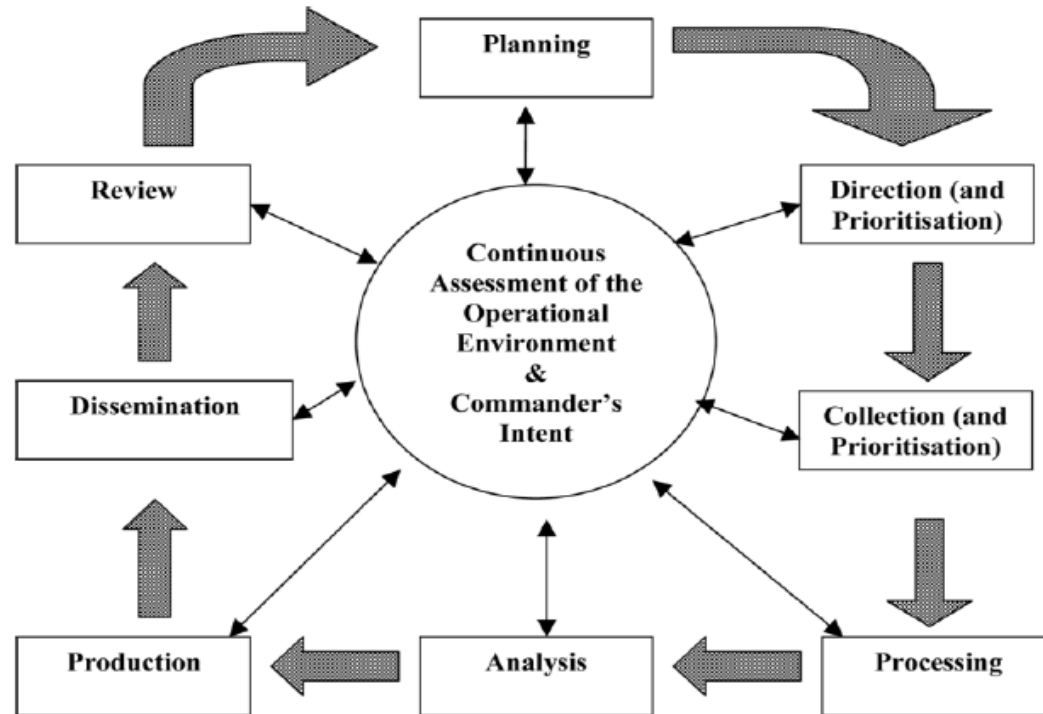 Planning
Review
Direction (and
Prioritisation)
Continuous
Assessment of the
Operational
Environment
&
Commander's
Intent
Dissemination
Collection (and
Prioritisation)
Production
Analysis
Processing